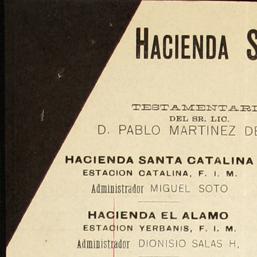 HACIENDA S
TESTAMENTARI
DEL SR. LIC.
D. PABLO MARTINEZ DE
HACIENDA SANTA CATALINA
ESTACION CATALINA, F. I. M.
Administrador MIGUEL SOTO
HACIENDA EL ALAMO
ESTACION YERBANIS, F. I. M.
Administrador DIONISIO SALAS H,